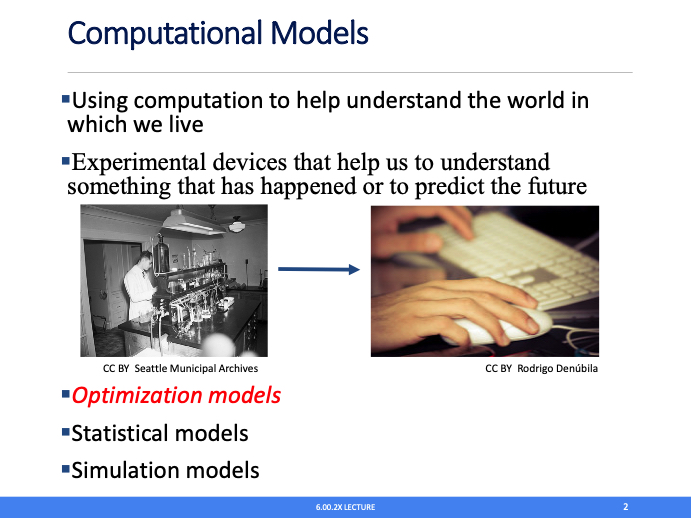 Computational Models
▪Using computation to help understand the world in
which we live
▪Experimental devices that help us to understand
something that has happened or to predict the future
CC BY Seattle Municipal Archives
CC BY Rodrigo Denúbila
▪Optimization models
▪Statistical models
▪Simulation models
6.00.2X LECTURE
2